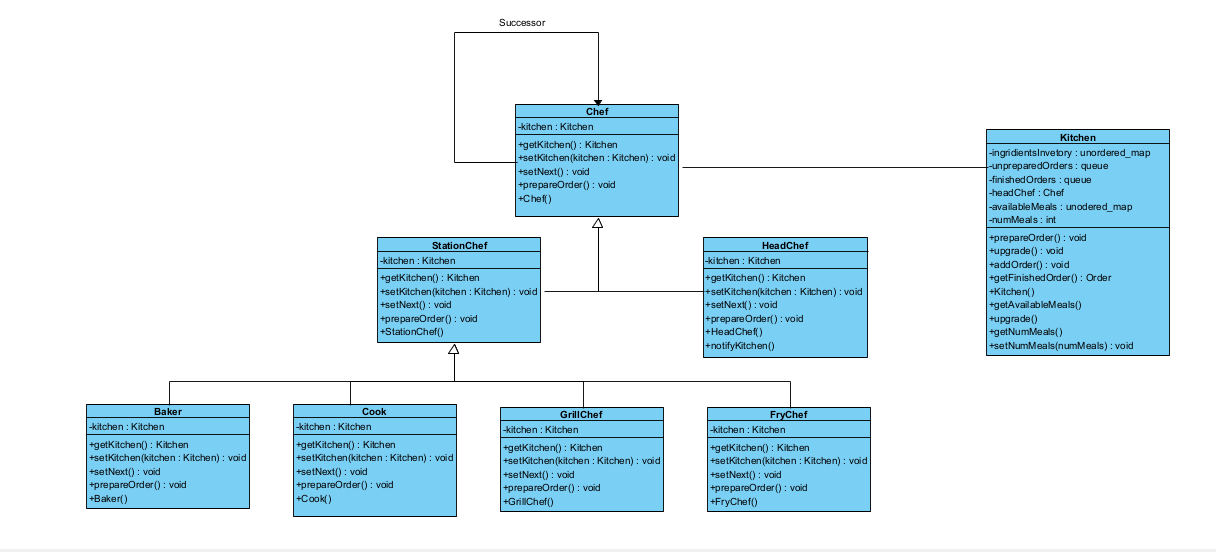 Successor
Chef
-kitchen : Kitchen
+getKitchen() : Kitchen
+setKitchen(kitchen : Kitchen) : void
+setNext() : void
+prepareOrder() : void
+Chef()
Kitchen
-ingridientsInvetory : unordered_map
-unpreparedOrders : queue
-finishedOrders : queue
-headChef : Chef
-availableMeals : unodered_map
-numMeals : int
+prepareOrder() : void
+upgrade() : void
+addOrder() : void
+getFinishedOrder() : Order
+Kitchen()
+getAvailableMeals()
+upgrade()
+getNumMeals()
+setNumMeals(numMeals) : void
StationChef
-kitchen : Kitchen
+getKitchen() : Kitchen
+setKitchen(kitchen : Kitchen) : void
+setNext() : void
+prepareOrder() : void
+StationChef()
HeadChef
-kitchen : Kitchen
+getKitchen() : Kitchen
+setKitchen(kitchen : Kitchen) : void
+setNext() : void
+prepareOrder() : void
+HeadChef()
+notifyKitchen()
Baker
-kitchen : Kitchen
+getKitchen() : Kitchen
+setKitchen(kitchen : Kitchen) : void
+setNext() : void
+prepareOrder() : void
+Baker()
Cook
-kitchen : Kitchen
+getKitchen() : Kitchen
+setKitchen(kitchen : Kitchen) : void
+setNext() : void
+prepareOrder() : void
+Cook()
GrillChef
-kitchen : Kitchen
+getKitchen() : Kitchen
+setKitchen(kitchen : Kitchen) : void
+setNext() : void
+prepareOrder() : void
+GrillChef()
FryChef
-kitchen : Kitchen
+getKitchen() : Kitchen
+setKitchen(kitchen : Kitchen) : void
+setNext() : void
+prepareOrder() : void
+FryChef()